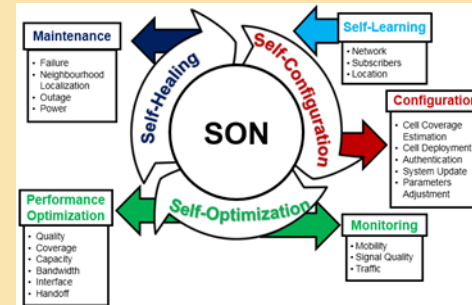 Maintenance
Failure
Neighbourhood
Localization
Outage
Power
Self-Learning
Network
Subscribers
Location
Self-Healing
Self-Configuration
SON
Self-Optimization
Configuration
Cell Coverage
Estimation
Cell Deployment
Authentication
System Update
Parameters
Adjustment
Performance
Optimization
Quality
Coverage
Capacity
Bandwidth
Interface
Handoff
Monitoring
Mobility
Signal Quality
Traffic